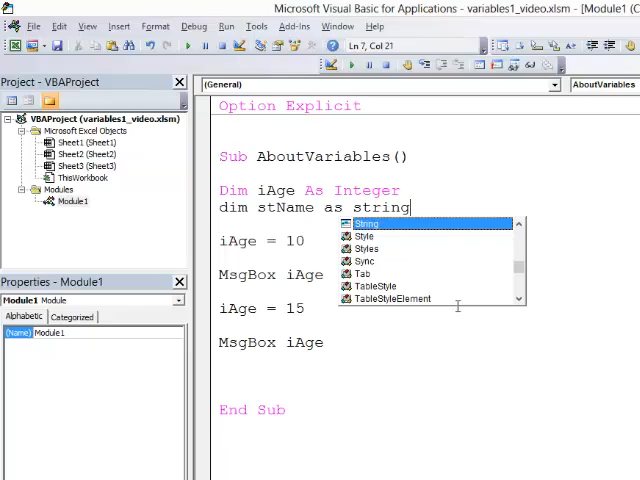 Microsoft Visual Basic for Applications - variables1_video.xlsm - [Module1 (C
File Edit View Insert Format Debug Run Tools Add-Ins Window Help
Ln 7, Col 21
Project - VBAProject
(General)
AboutVariables
VBAProject (variables1_video.xlsm)
Microsoft Excel Objects
Sheet1 (Sheet1)
Sheet2 (Sheet2)
Sheet3 (Sheet3)
ThisWorkbook
Modules
Module1
Properties - Module1
Module1 Module
Alphabetic Categorized
(Name) Module1
Option Explicit
Sub AboutVariables()
Dim iAge As Integer
dim stName as string
String
Style
Styles
Sync
Tab
TableStyle
TableStyleElement
iAge = 10
MsgBox iAge
iAge = 15
MsgBox iAge
End Sub